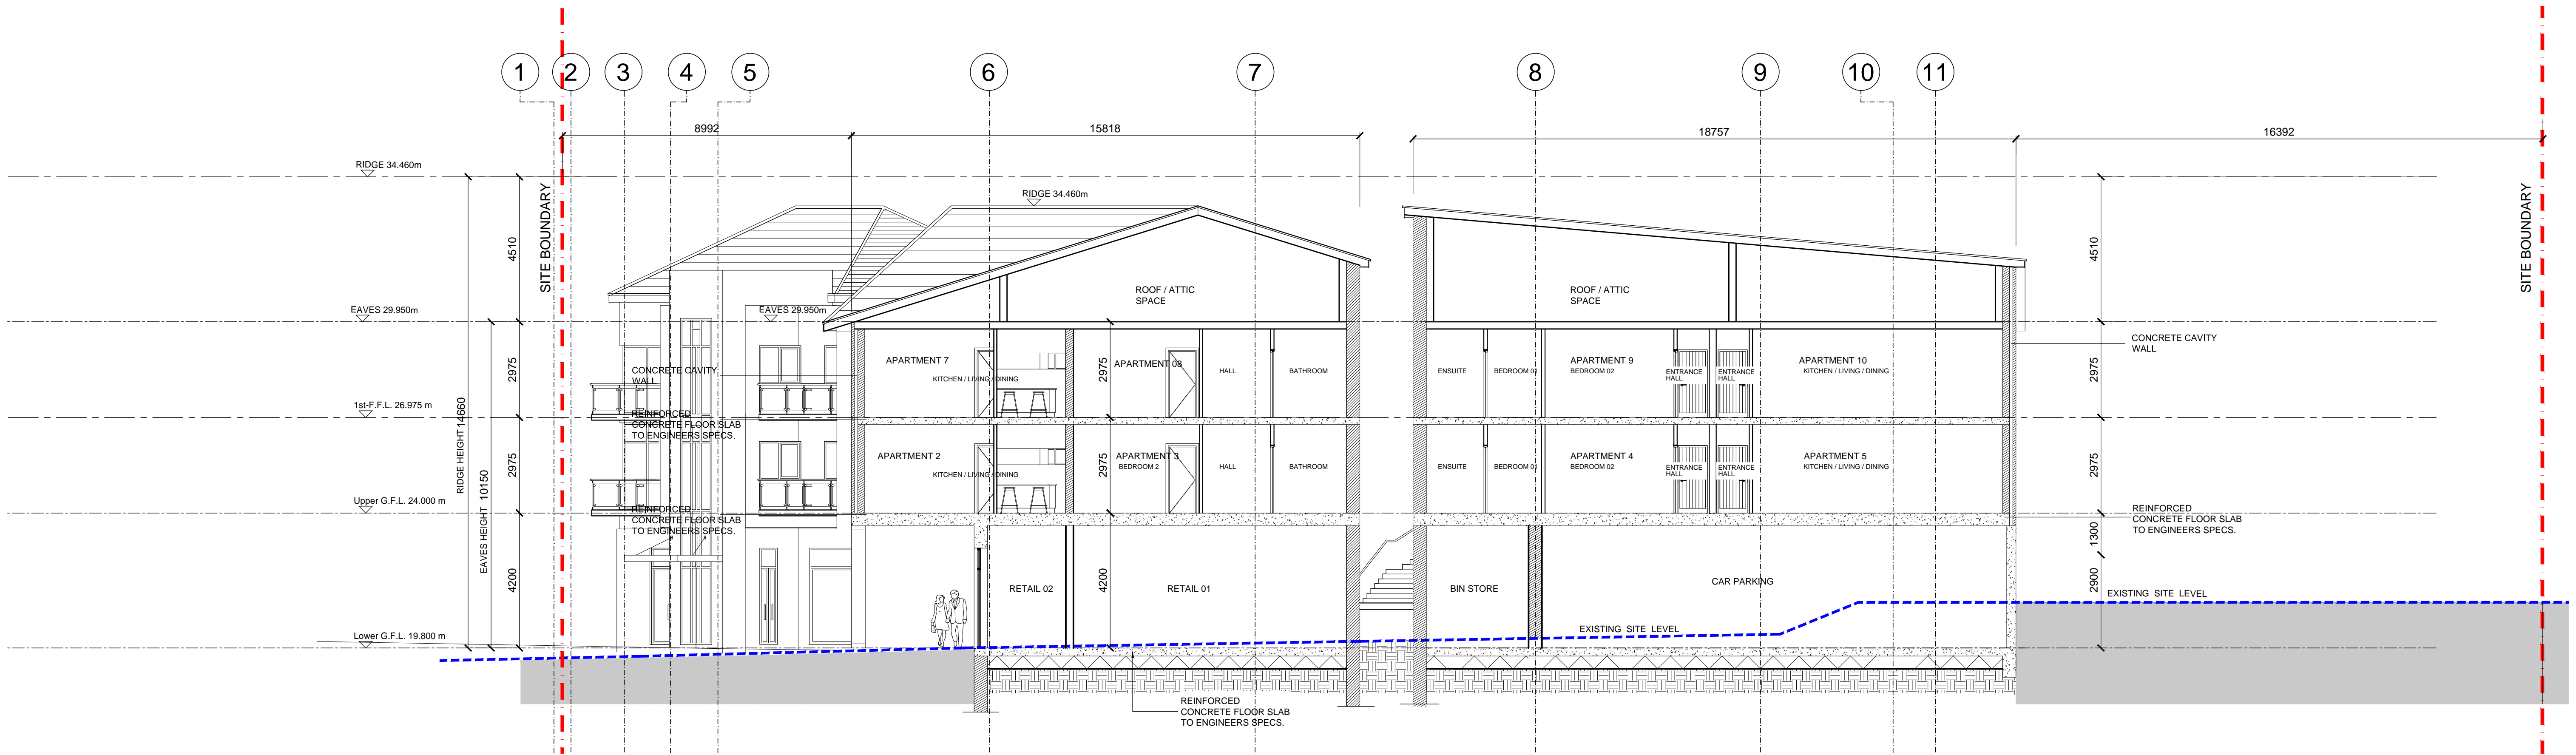 1
2
3
4
5
6
7
8
9
10
11
8992
15818
18757
16392
RIDGE 34.460m
RIDGE 34.460m
SITE BOUNDARY
SITE BOUNDARY
4510
4510
ROOF / ATTIC
SPACE
ROOF / ATTIC
SPACE
EAVES 29.950m
EAVES 29.950m
CONCRETE CAVITY
WALL
CONCRETE CAVITY
WALL
2975
2975
2975
APARTMENT 7
KITCHEN / LIVING / DINING
APARTMENT 08
HALL
BATHROOM
ENSUITE
BEDROOM 01
APARTMENT 9
BEDROOM 02
ENTRANCE
HALL
ENTRANCE
HALL
APARTMENT 10
KITCHEN / LIVING / DINING
1st-F.F.L. 26.975 m
REINFORCED
CONCRETE FLOOR SLAB
TO ENGINEERS SPECS.
RIDGE HEIGHT 14660
EAVES HEIGHT 10150
2975
2975
2975
APARTMENT 2
KITCHEN / LIVING / DINING
APARTMENT 3
BEDROOM 2
HALL
BATHROOM
ENSUITE
BEDROOM 01
APARTMENT 4
BEDROOM 02
ENTRANCE
HALL
ENTRANCE
HALL
APARTMENT 5
KITCHEN / LIVING / DINING
Upper G.F.L. 24.000 m
REINFORCED
CONCRETE FLOOR SLAB
TO ENGINEERS SPECS.
REINFORCED
CONCRETE FLOOR SLAB
TO ENGINEERS SPECS.
4200
4200
1300
2900
RETAIL 02
RETAIL 01
BIN STORE
CAR PARKING
EXISTING SITE LEVEL
EXISTING SITE LEVEL
Lower G.F.L. 19.800 m
REINFORCED
CONCRETE FLOOR SLAB
TO ENGINEERS SPECS.